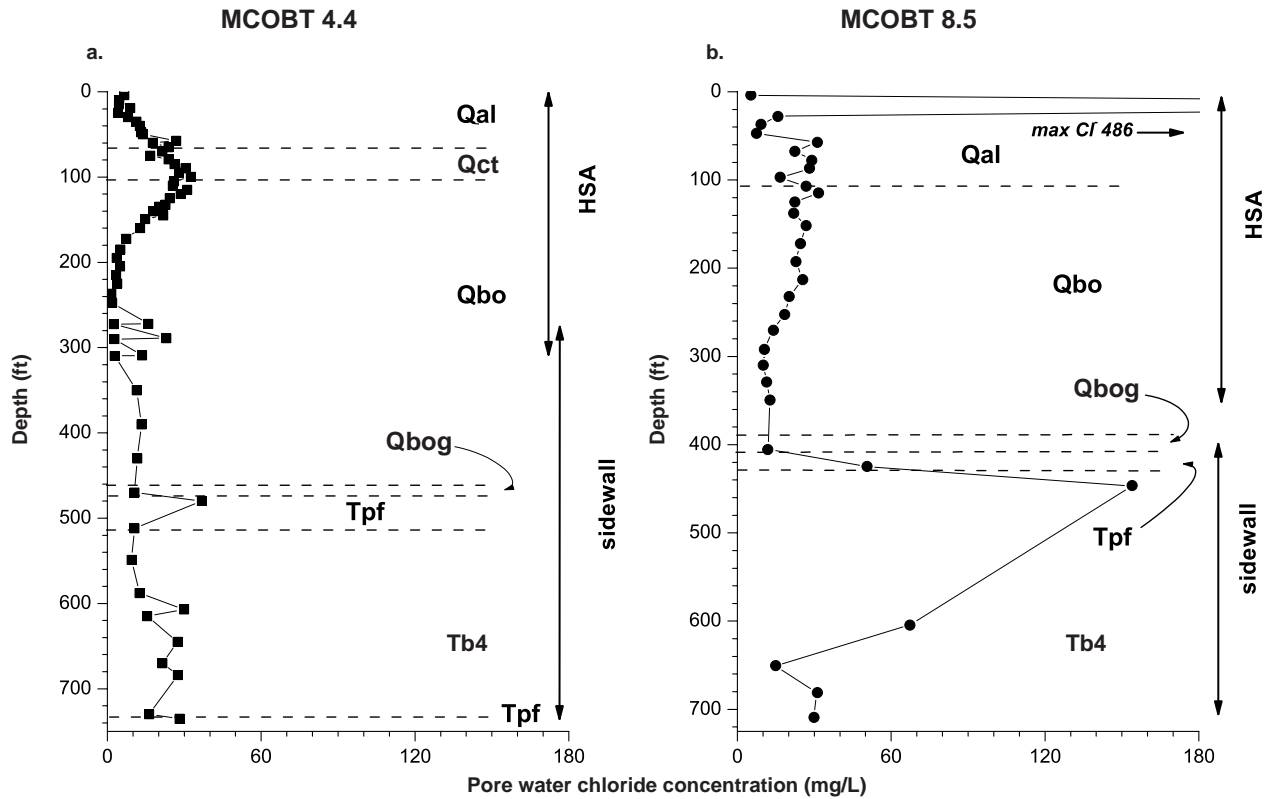 MCOBT 4.4
MCOBT 8.5
a.
b.
0
100
200
300
400
500
600
700
Depth (ft)
0
60
120
180
Qal
Qct
Qbo
Qbog
Tpf
Tb4
Tpf
HSA
sidewall
0
100
200
300
400
500
600
700
Depth (ft)
0
60
120
180
max Cl⁻ 486
Qal
Qbo
Qbog
Tpf
Tb4
HSA
sidewall
Pore water chloride concentration (mg/L)